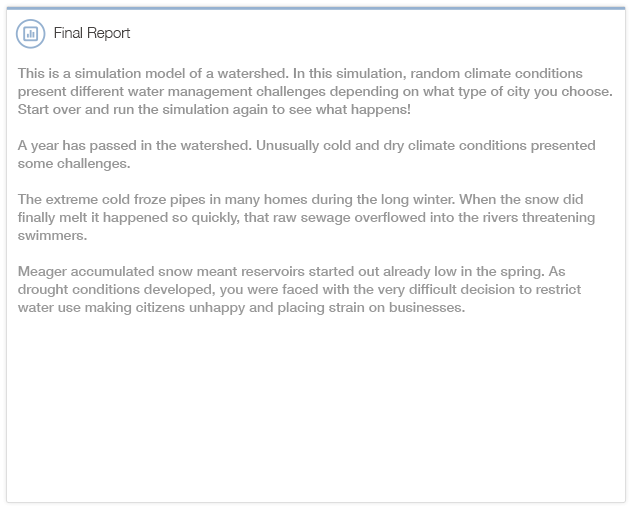 Final Report
This is a simulation model of a watershed. In this simulation, random climate conditions
present different water management challenges depending on what type of city you choose.
Start over and run the simulation again to see what happens!
A year has passed in the watershed. Unusually cold and dry climate conditions presented
some challenges.
The extreme cold froze pipes in many homes during the long winter. When the snow did
finally melt it happened so quickly, that raw sewage overflowed into the rivers threatening
swimmers.
Meager accumulated snow meant reservoirs started out already low in the spring. As
drought conditions developed, you were faced with the very difficult decision to restrict
water use making citizens unhappy and placing strain on businesses.